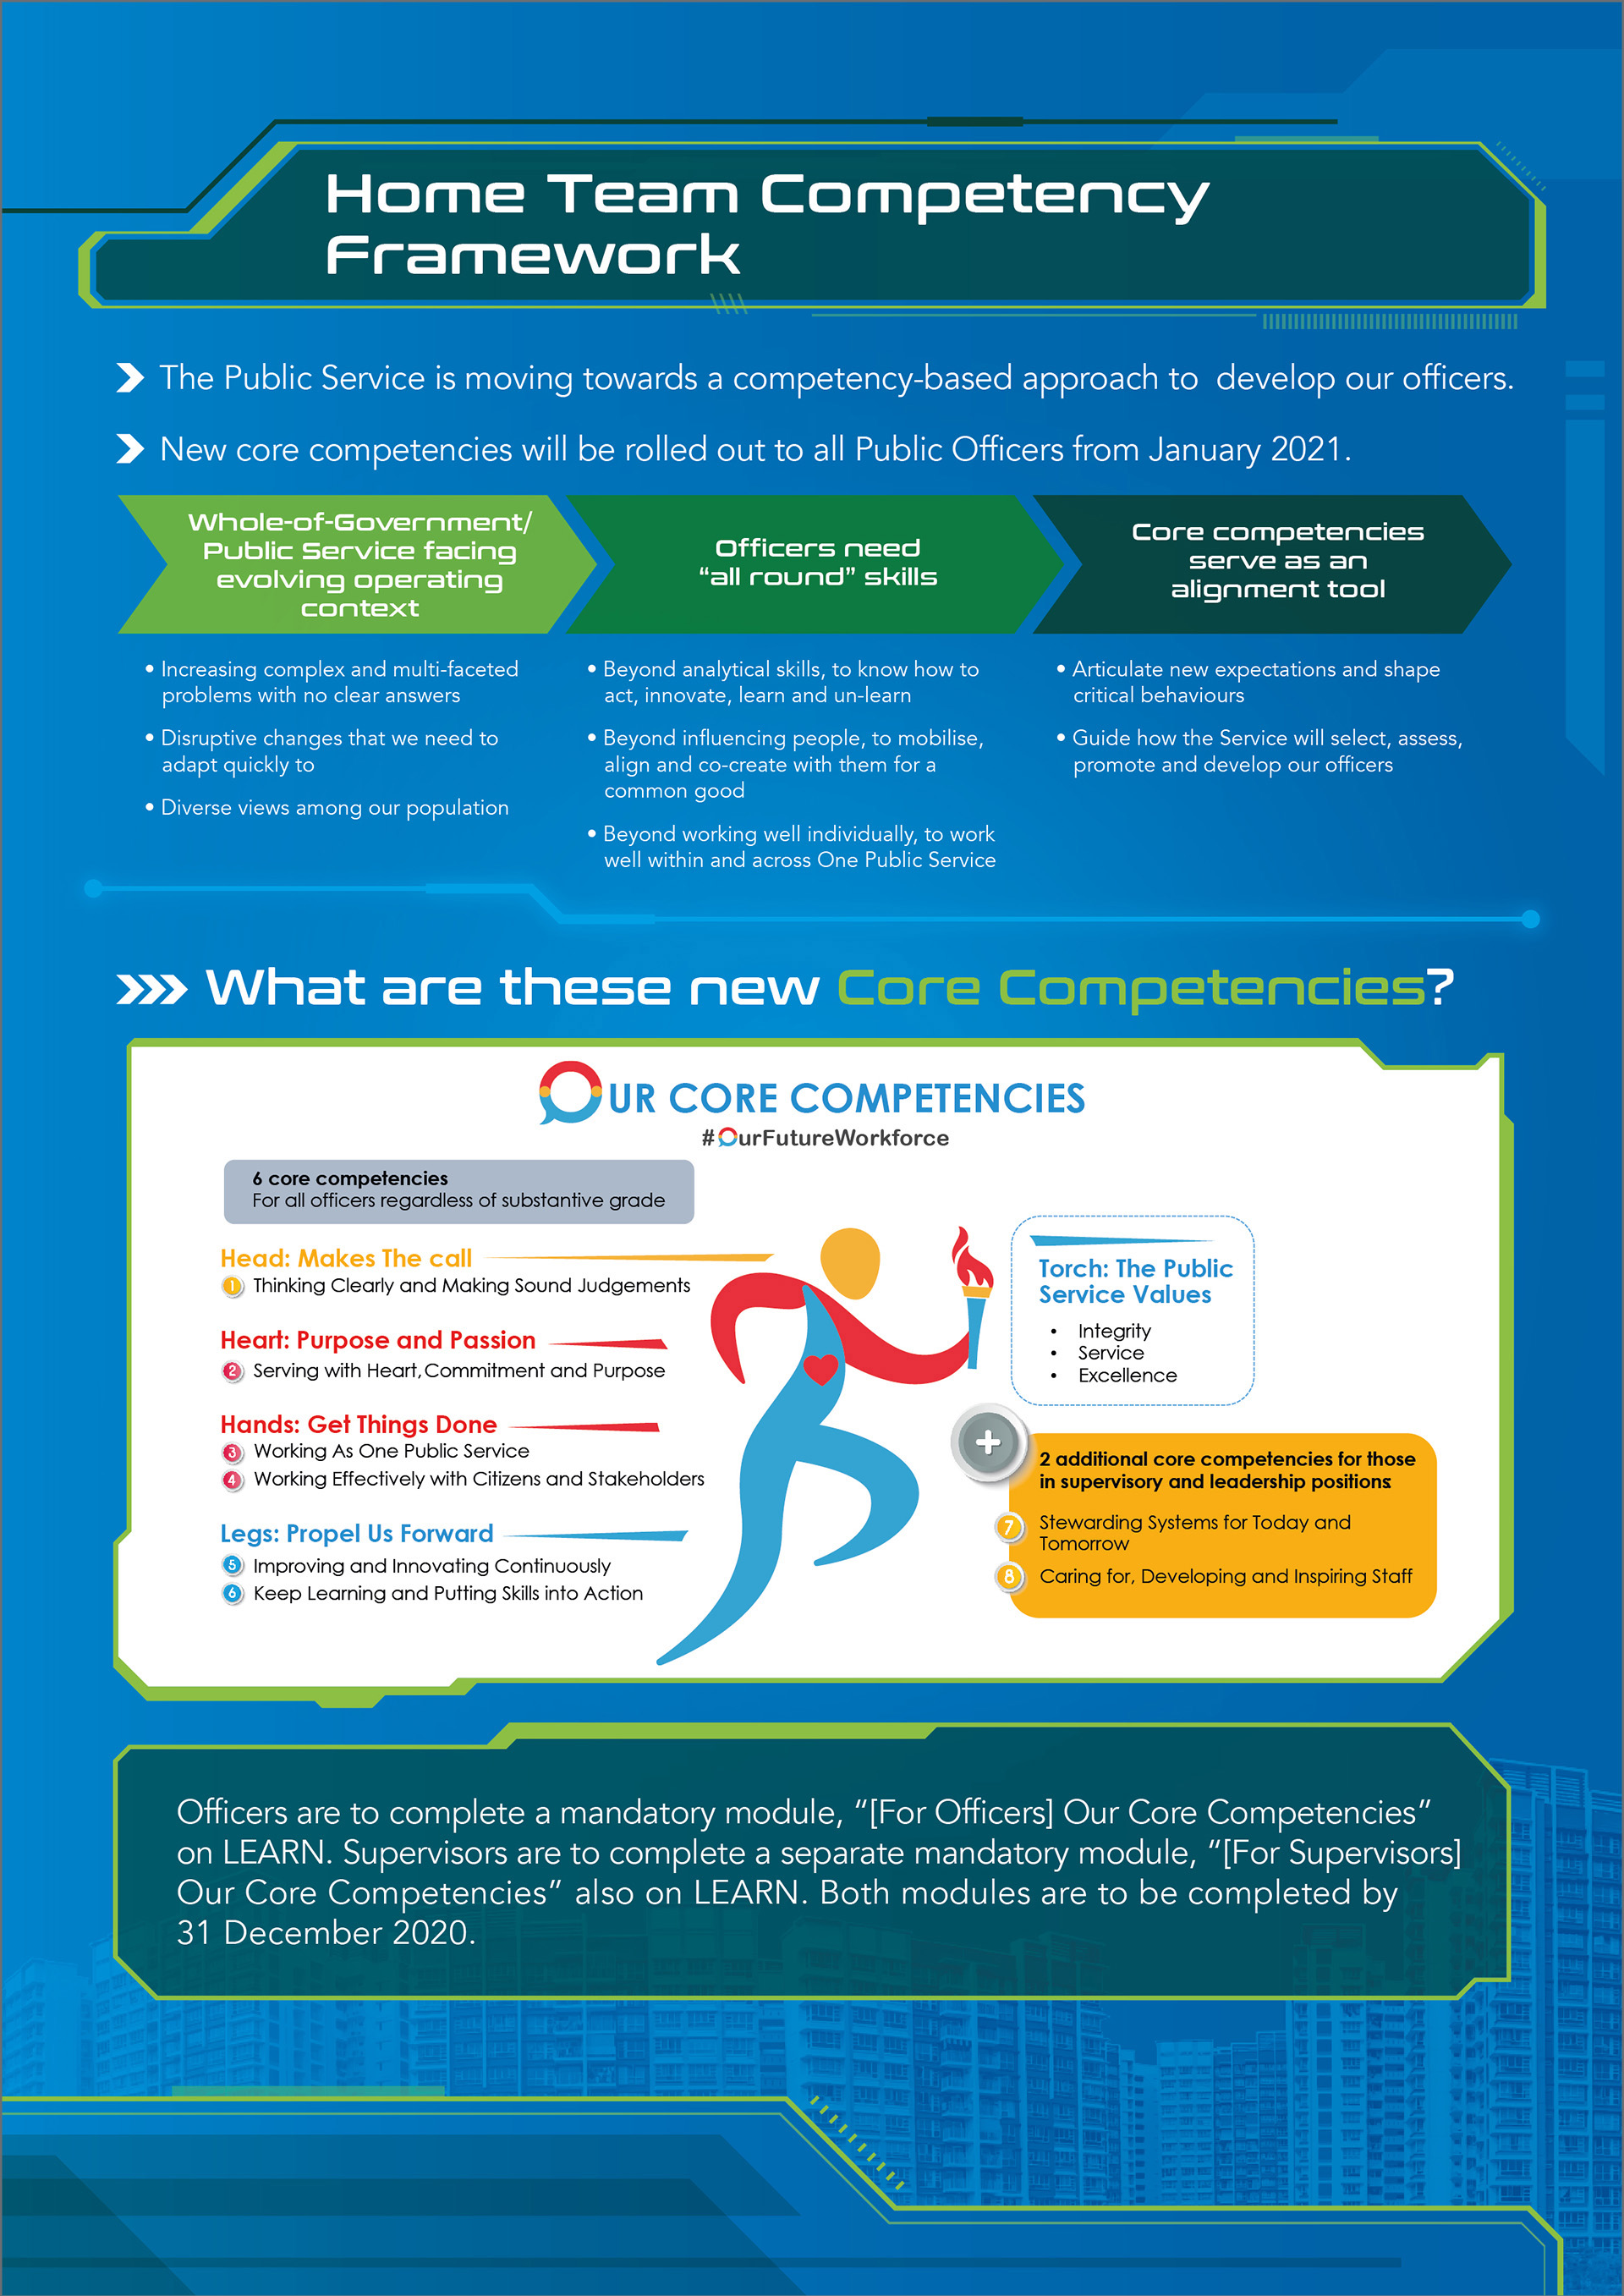 Home Team Competency
Framework
The Public Service is moving towards a competency-based approach to develop our officers.
New core competencies will be rolled out to all Public Officers from January 2021.
Whole-of-Government/
Public Service facing
evolving operating
context
• Increasing complex and multi-faceted
problems with no clear answers
• Disruptive changes that we need to
adapt quickly to
• Diverse views among our population
Officers need
“all round” skills
• Beyond analytical skills, to know how to
act, innovate, learn and un-learn
• Beyond influencing people, to mobilise,
align and co-create with them for a
common good
• Beyond working well individually, to work
well within and across One Public Service
Core competencies
serve as an
alignment tool
• Articulate new expectations and shape
critical behaviours
• Guide how the Service will select, assess,
promote and develop our officers
What are these new Core Competencies?
OUR CORE COMPETENCIES
#OurFutureWorkforce
6 core competencies
For all officers regardless of substantive grade
Head: Makes The call
1 Thinking Clearly and Making Sound Judgements
Heart: Purpose and Passion
2 Serving with Heart, Commitment and Purpose
Hands: Get Things Done
3 Working As One Public Service
4 Working Effectively with Citizens and Stakeholders
Legs: Propel Us Forward
5 Improving and Innovating Continuously
6 Keep Learning and Putting Skills into Action
Torch: The Public
Service Values
• Integrity
• Service
• Excellence
+
2 additional core competencies for those
in supervisory and leadership positions
7 Stewarding Systems for Today and
Tomorrow
8 Caring for, Developing and Inspiring Staff
Officers are to complete a mandatory module, “[For Officers] Our Core Competencies”
on LEARN. Supervisors are to complete a separate mandatory module, “[For Supervisors]
Our Core Competencies” also on LEARN. Both modules are to be completed by
31 December 2020.